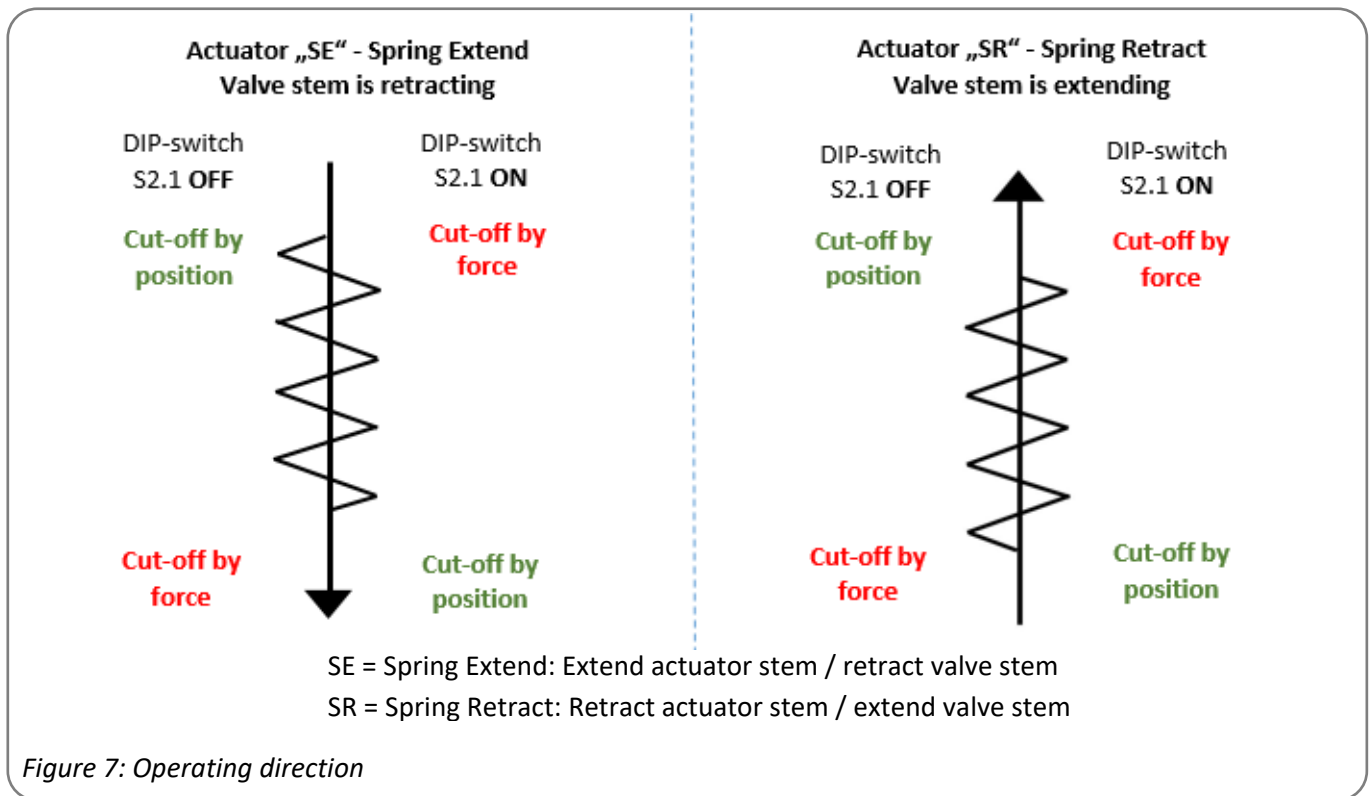 Actuator „SE“ - Spring Extend
Valve stem is retracting
DIP-switch
S2.1 OFF
DIP-switch
S2.1 ON
Cut-off by
position
Cut-off by
force
Cut-off by
force
Cut-off by
position
Actuator „SR“ - Spring Retract
Valve stem is extending
DIP-switch
S2.1 OFF
DIP-switch
S2.1 ON
Cut-off by
position
Cut-off by
force
Cut-off by
force
Cut-off by
position
SE = Spring Extend: Extend actuator stem / retract valve stem
SR = Spring Retract: Retract actuator stem / extend valve stem
Figure 7: Operating direction